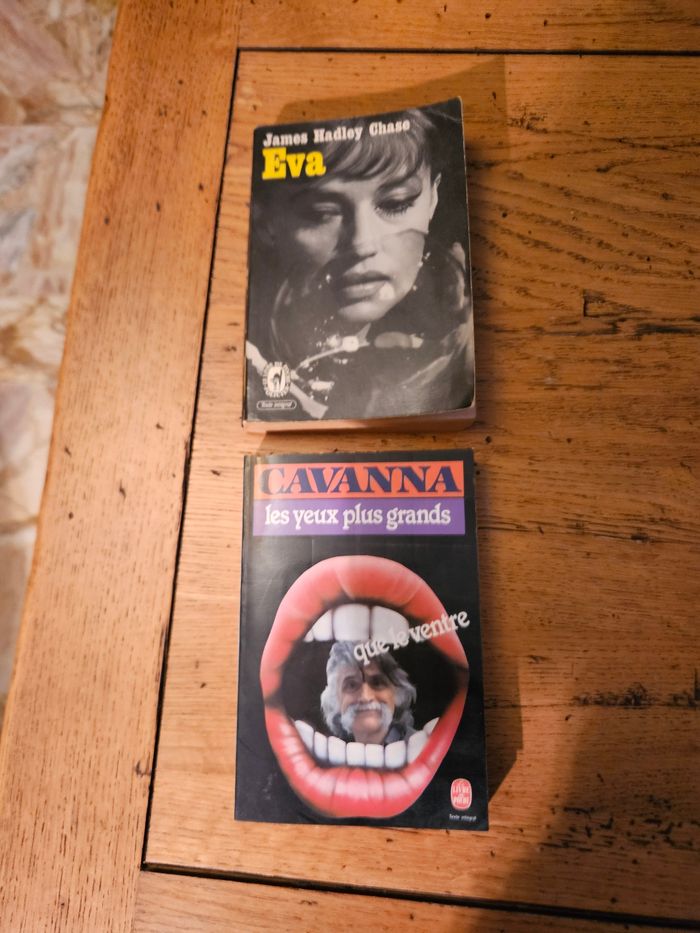 James Hadley Chase
Eva
Texte intégral
CAVANNA
les yeux plus grands
que le ventre
LE LIVRE
DE
POCHE
Texte intégral